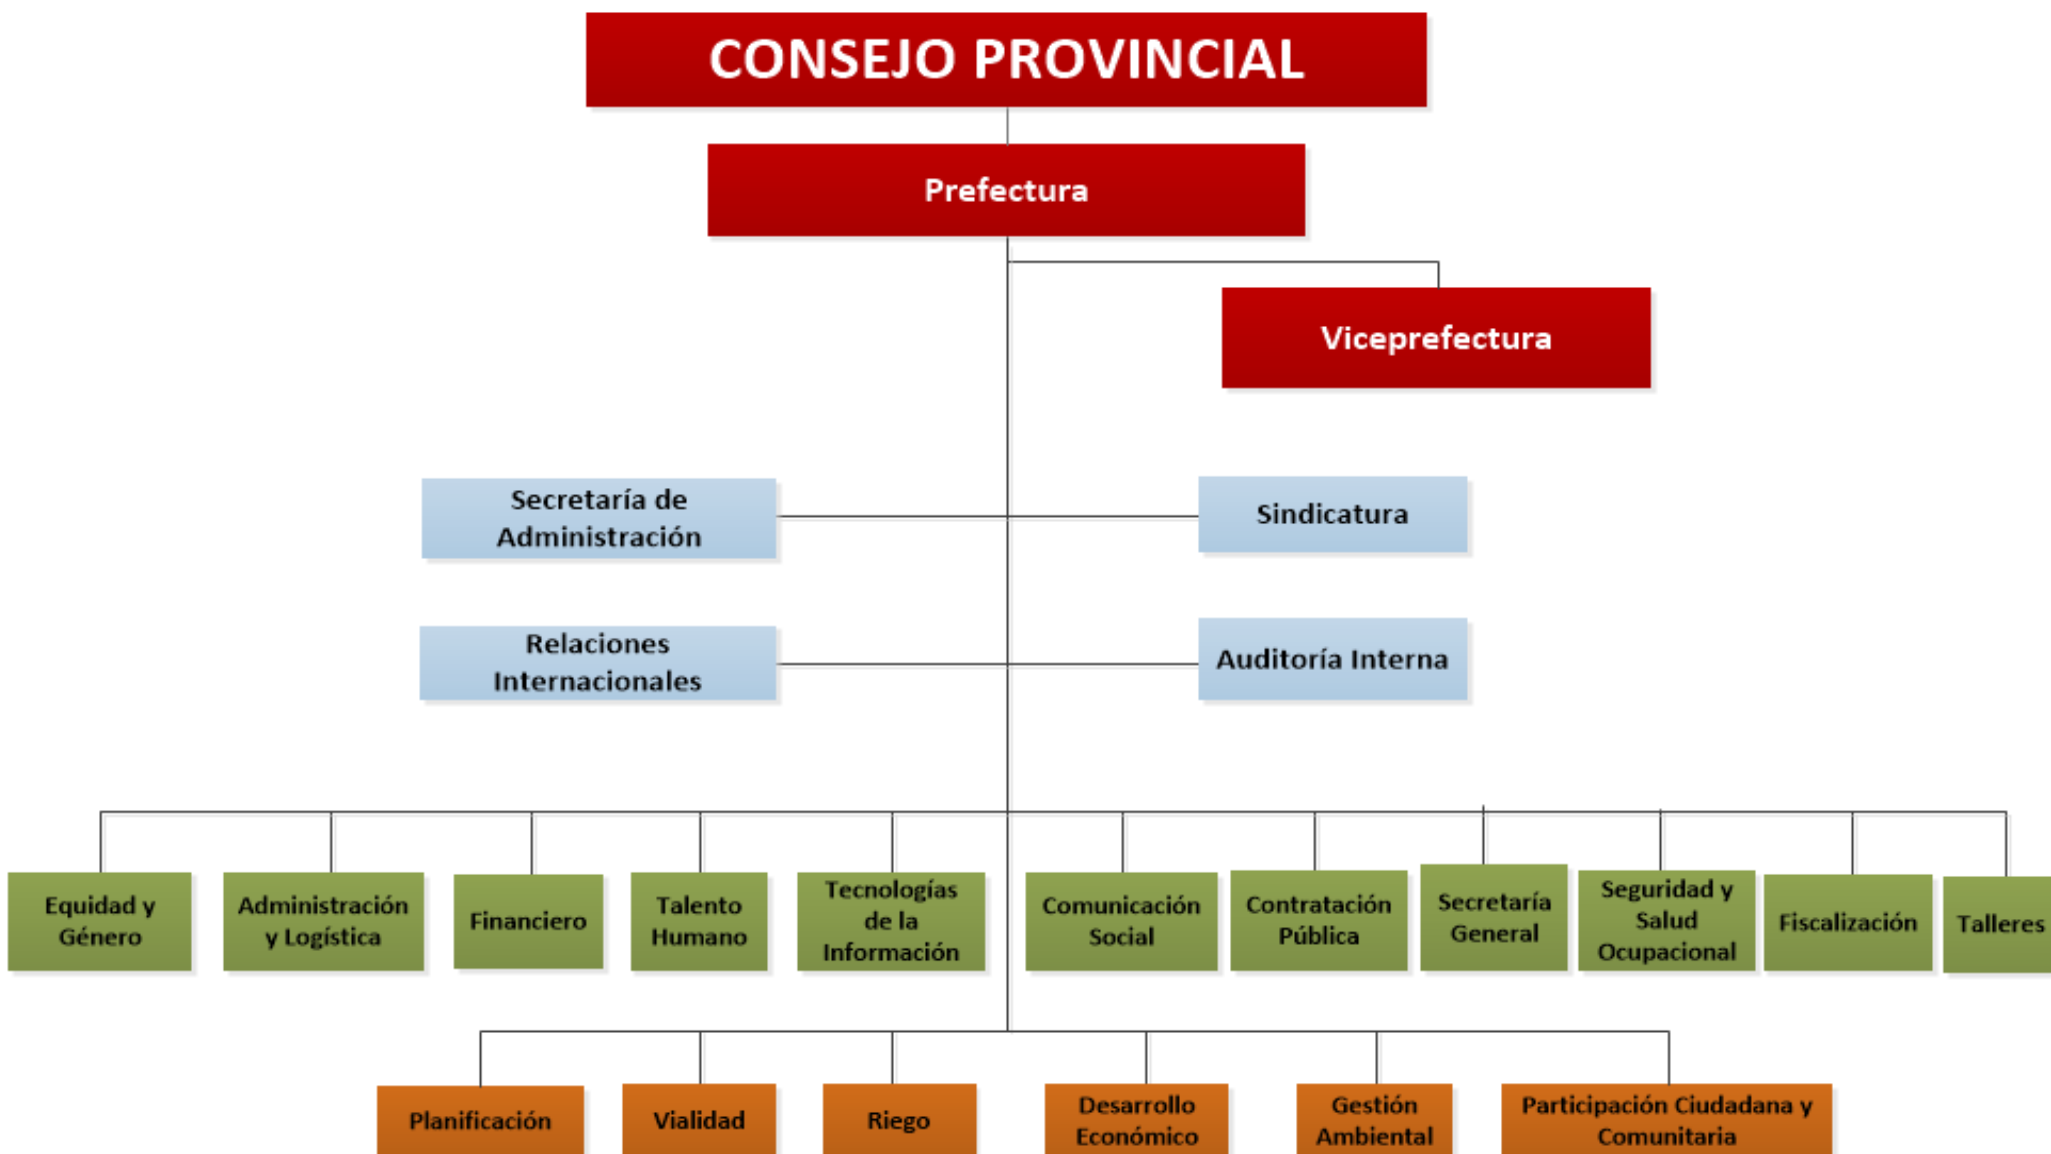 CONSEJO PROVINCIAL
Prefectura
Viceprefectura
Secretaría de
Administración
Sindicatura
Relaciones
Internacionales
Auditoría Interna
Equidad y
Género
Administración
y Logística
Financiero
Talento
Humano
Tecnologías
de la
Información
Comunicación
Social
Contratación
Pública
Secretaría
General
Seguridad y
Salud
Ocupacional
Fiscalización
Talleres
Planificación
Vialidad
Riego
Desarrollo
Económico
Gestión
Ambiental
Participación Ciudadana y
Comunitaria